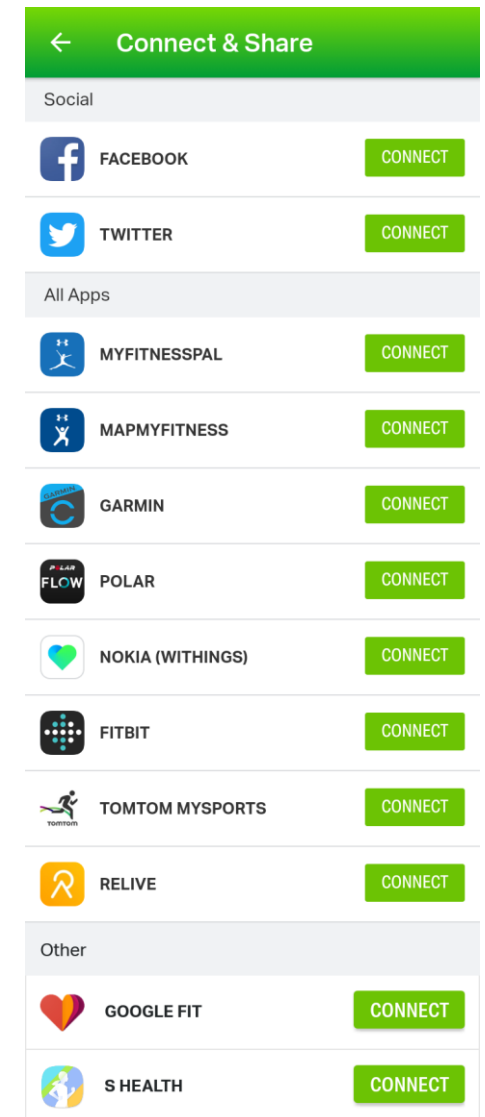 Connect & Share
Social
FACEBOOK CONNECT
TWITTER CONNECT
All Apps
MYFITNESSPAL CONNECT
MAPMYFITNESS CONNECT
GARMIN
GARMIN CONNECT
POLAR
FLOW
POLAR CONNECT
NOKIA (WITHINGS) CONNECT
FITBIT CONNECT
TOMTOM
TOMTOM MYSPORTS CONNECT
RELIVE CONNECT
Other
GOOGLE FIT CONNECT
S HEALTH CONNECT